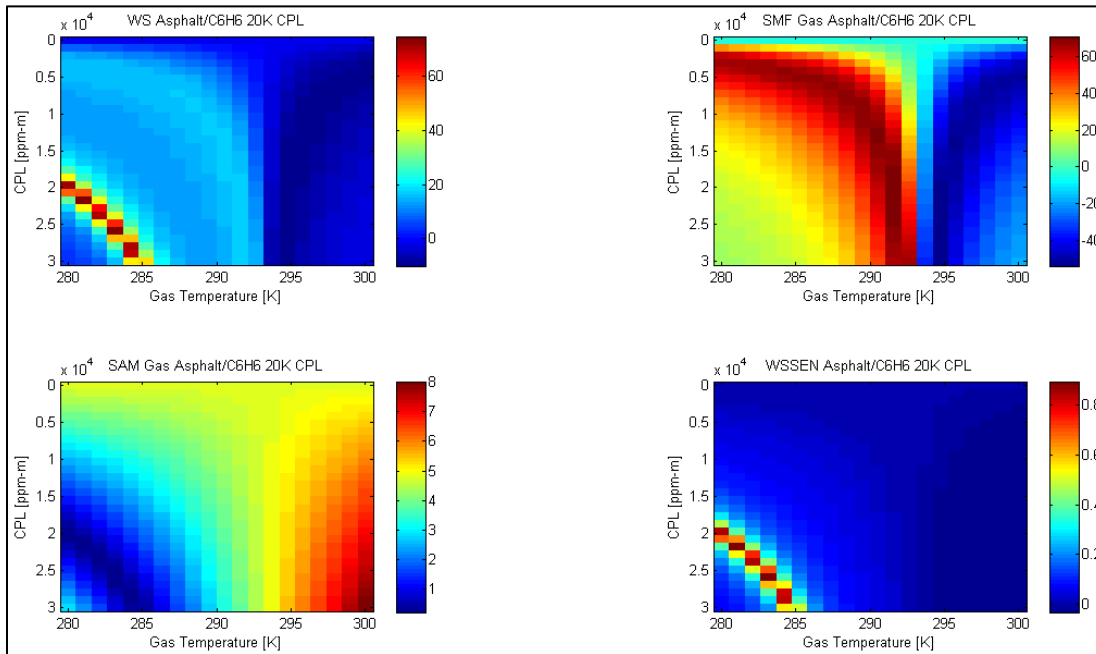 WS Asphalt/C6H6 20K CPL
x 10^4
0
0.5
1
1.5
2
2.5
3
CPL [ppm-m]
280 285 290 295 300
Gas Temperature [K]
60
40
20
0
SMF Gas Asphalt/C6H6 20K CPL
x 10^4
0
0.5
1
1.5
2
2.5
3
CPL [ppm-m]
280 285 290 295 300
Gas Temperature [K]
60
40
20
0
-20
-40
SAM Gas Asphalt/C6H6 20K CPL
x 10^4
0
0.5
1
1.5
2
2.5
3
CPL [ppm-m]
280 285 290 295 300
Gas Temperature [K]
8
7
6
5
4
3
2
1
WSSEN Asphalt/C6H6 20K CPL
x 10^4
0
0.5
1
1.5
2
2.5
3
CPL [ppm-m]
280 285 290 295 300
Gas Temperature [K]
0.8
0.6
0.4
0.2
0